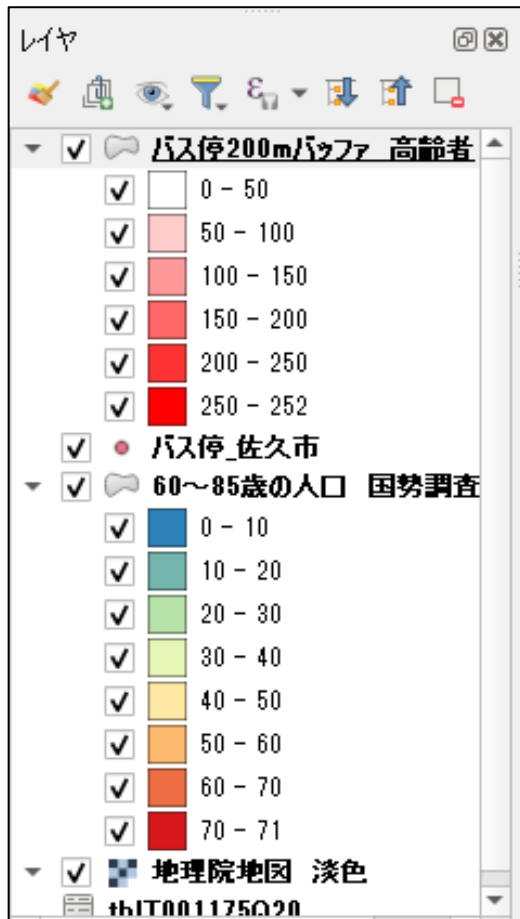 レイヤ
バス停200mバッファ 高齢者
0 - 50
50 - 100
100 - 150
150 - 200
200 - 250
250 - 252
バス停_佐久市
60～85歳の人口 国勢調査
0 - 10
10 - 20
20 - 30
30 - 40
40 - 50
50 - 60
60 - 70
70 - 71
地理院地図 淡色
tblT001175Q20